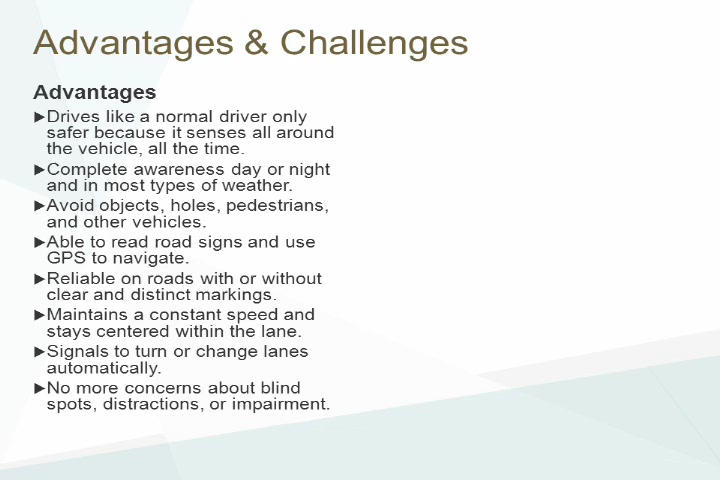 Advantages & Challenges
Advantages
▶Drives like a normal driver only
safer because it senses all around
the vehicle, all the time.
▶Complete awareness day or night
and in most types of weather.
▶Avoid objects, holes, pedestrians,
and other vehicles.
▶Able to read road signs and use
GPS to navigate.
▶Reliable on roads with or without
clear and distinct markings.
▶Maintains a constant speed and
stays centered within the lane.
▶Signals to turn or change lanes
automatically.
▶No more concerns about blind
spots, distractions, or impairment.